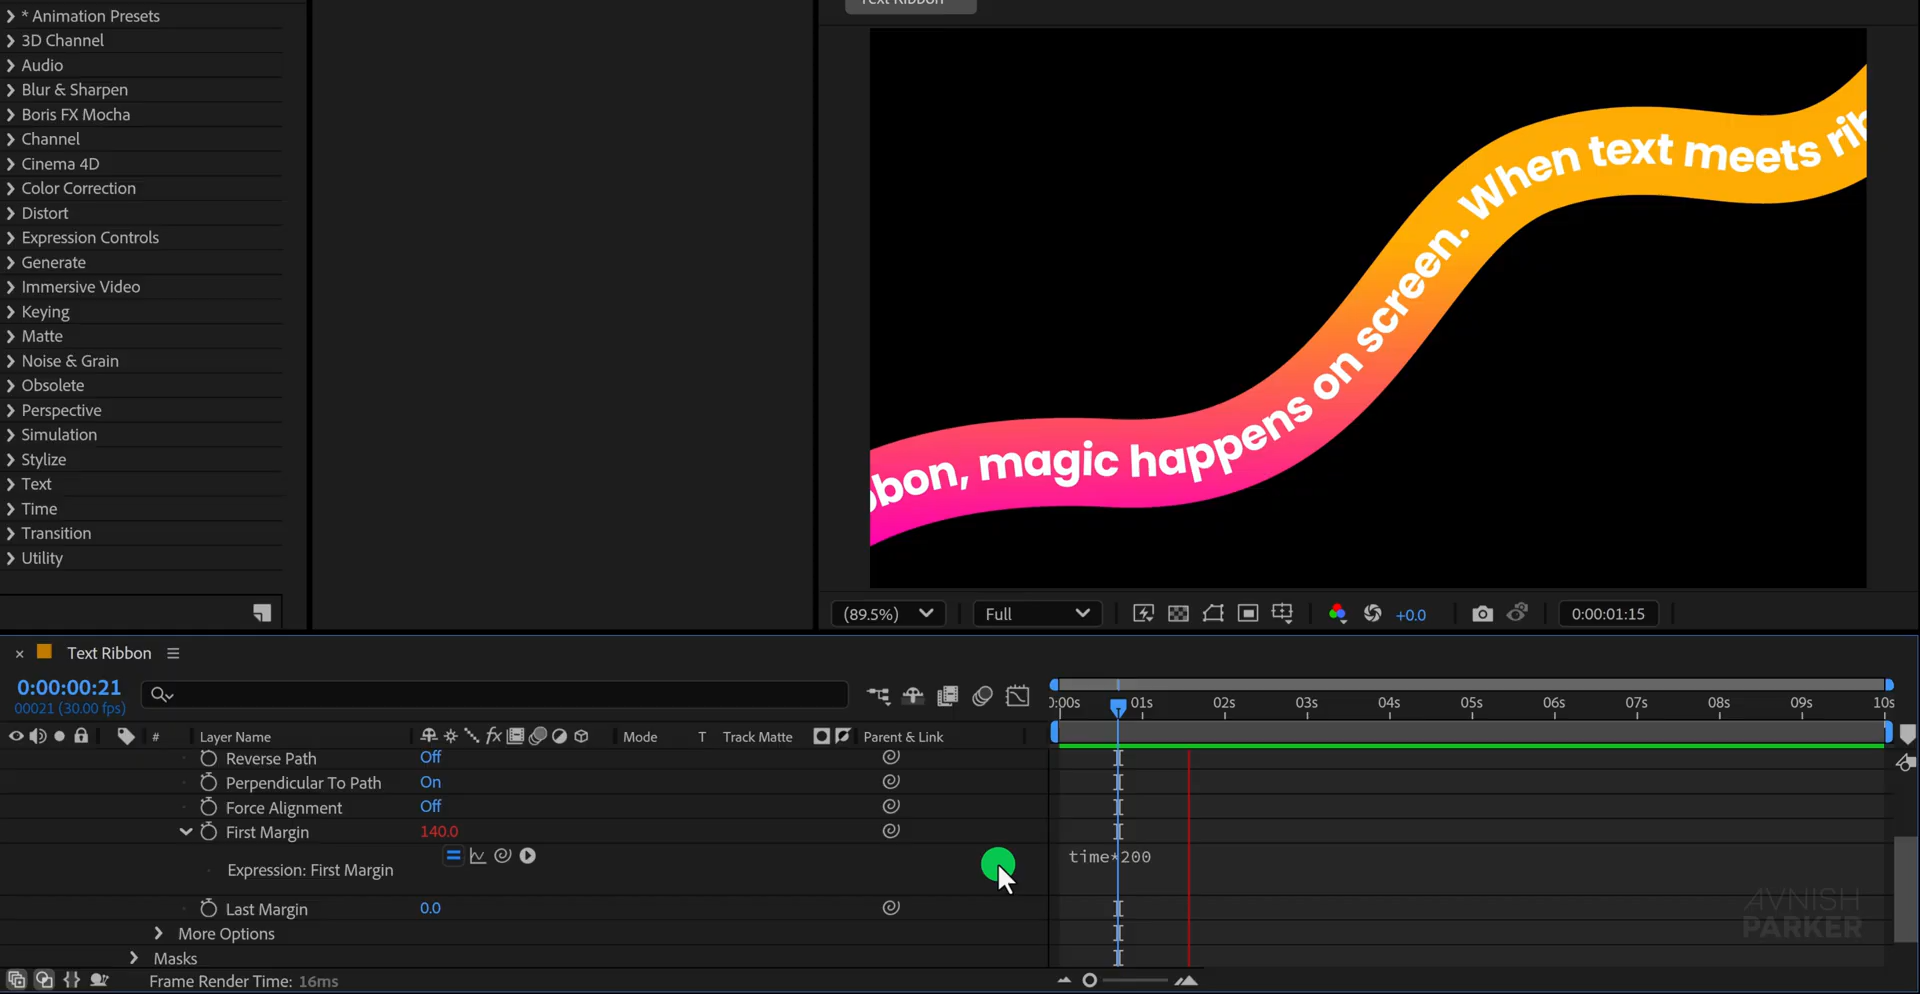 Text Ribbon
* Animation Presets
3D Channel
Audio
Blur & Sharpen
Boris FX Mocha
Channel
Cinema 4D
Color Correction
Distort
Expression Controls
Generate
Immersive Video
Keying
Matte
Noise & Grain
Obsolete
Perspective
Simulation
Stylize
Text
Time
Transition
Utility
bbon, magic happens on screen. When text meets rib
(89.5%)
Full
+0.0
0:00:01:15
× Text Ribbon
0:00:00:21
00021 (30.00 fps)
0:00s 01s 02s 03s 04s 05s 06s 07s 08s 09s 10s
# Layer Name fx Mode T Track Matte Parent & Link
Reverse Path Off
Perpendicular To Path On
Force Alignment Off
First Margin 140.0
Expression: First Margin time*200
Last Margin 0.0
More Options
Masks
Frame Render Time: 16ms
AVNISH
PARKER